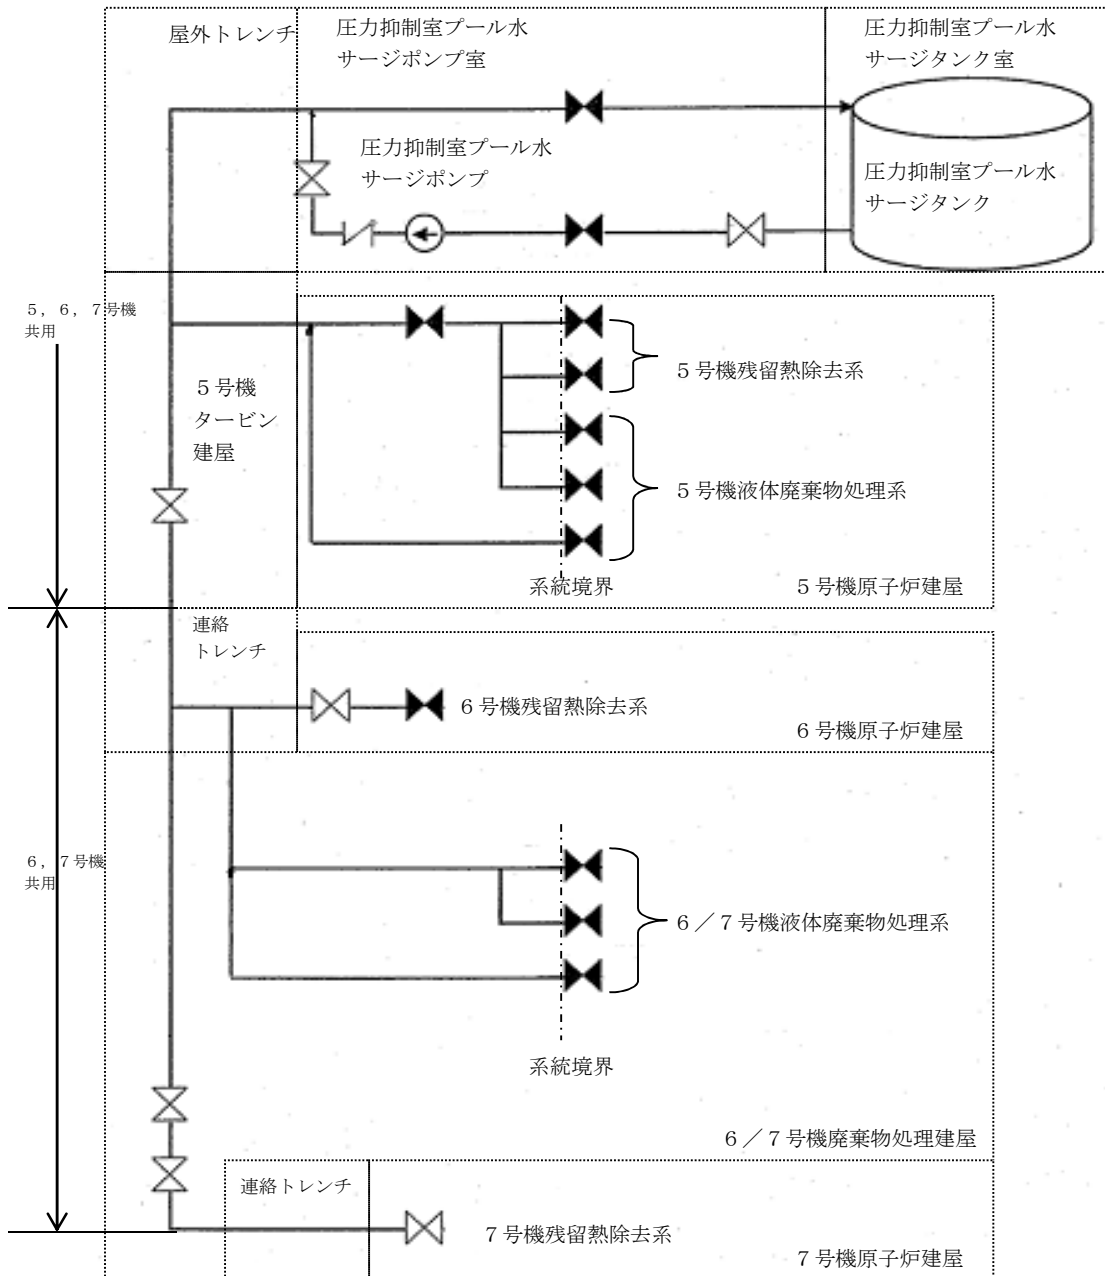 屋外トレンチ
圧力抑制室プール水
サージポンプ室
圧力抑制室プール水
サージタンク室
圧力抑制室プール水
サージポンプ
圧力抑制室プール水
サージタンク
５，６，７号機
共用
５号機
タービン
建屋
５号機残留熱除去系
５号機液体廃棄物処理系
系統境界
５号機原子炉建屋
連絡
トレンチ
６号機残留熱除去系
６号機原子炉建屋
６，７号機
共用
６／７号機液体廃棄物処理系
系統境界
６／７号機廃棄物処理建屋
連絡トレンチ
７号機残留熱除去系
７号機原子炉建屋